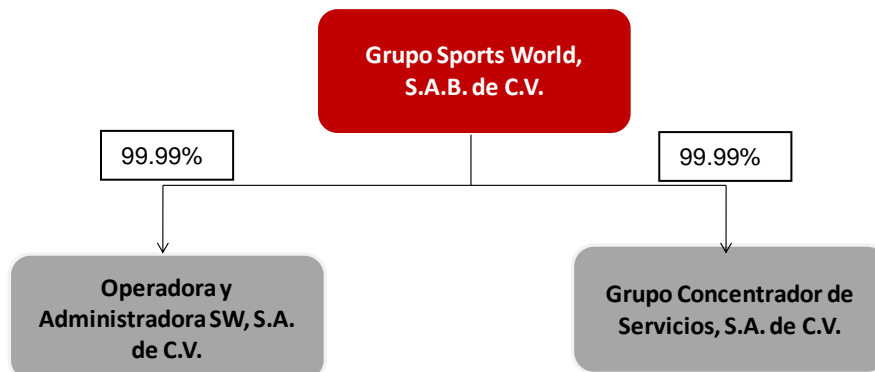 Grupo Sports World,
S.A.B. de C.V.
99.99%
99.99%
Operadora y
Administradora SW, S.A.
de C.V.
Grupo Concentrador de
Servicios, S.A. de C.V.